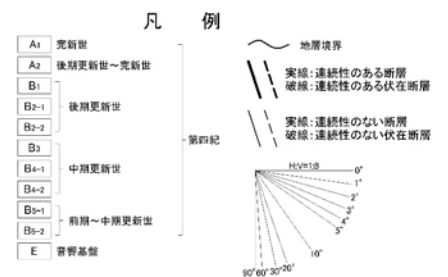 凡 例
A1 完新世
A2 後期更新世～完新世
B1
B2-1 後期更新世
B2-2
B3
B4-1 中期更新世
B4-2
B5-1 前期～中期更新世
B5-2
E 音響基盤
第四紀
地層境界
実線：連続性のある断層
破線：連続性のある伏在断層
実線：連続性のない断層
破線：連続性のない伏在断層
H:V=1:8
0°
1°
2°
3°
4°
5°
10°
90° 60° 30° 20°